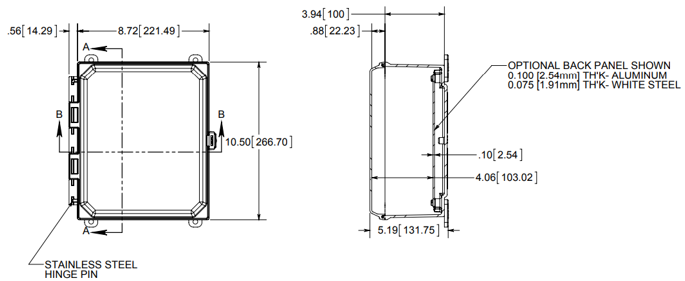 .56[14.29]
8.72[221.49]
A
B
B
10.50[266.70]
A
STAINLESS STEEL
HINGE PIN
3.94[100]
.88[22.23]
OPTIONAL BACK PANEL SHOWN
0.100 [2.54mm] TH'K- ALUMINUM
0.075 [1.91mm] TH'K- WHITE STEEL
.10[2.54]
4.06[103.02]
5.19[131.75]